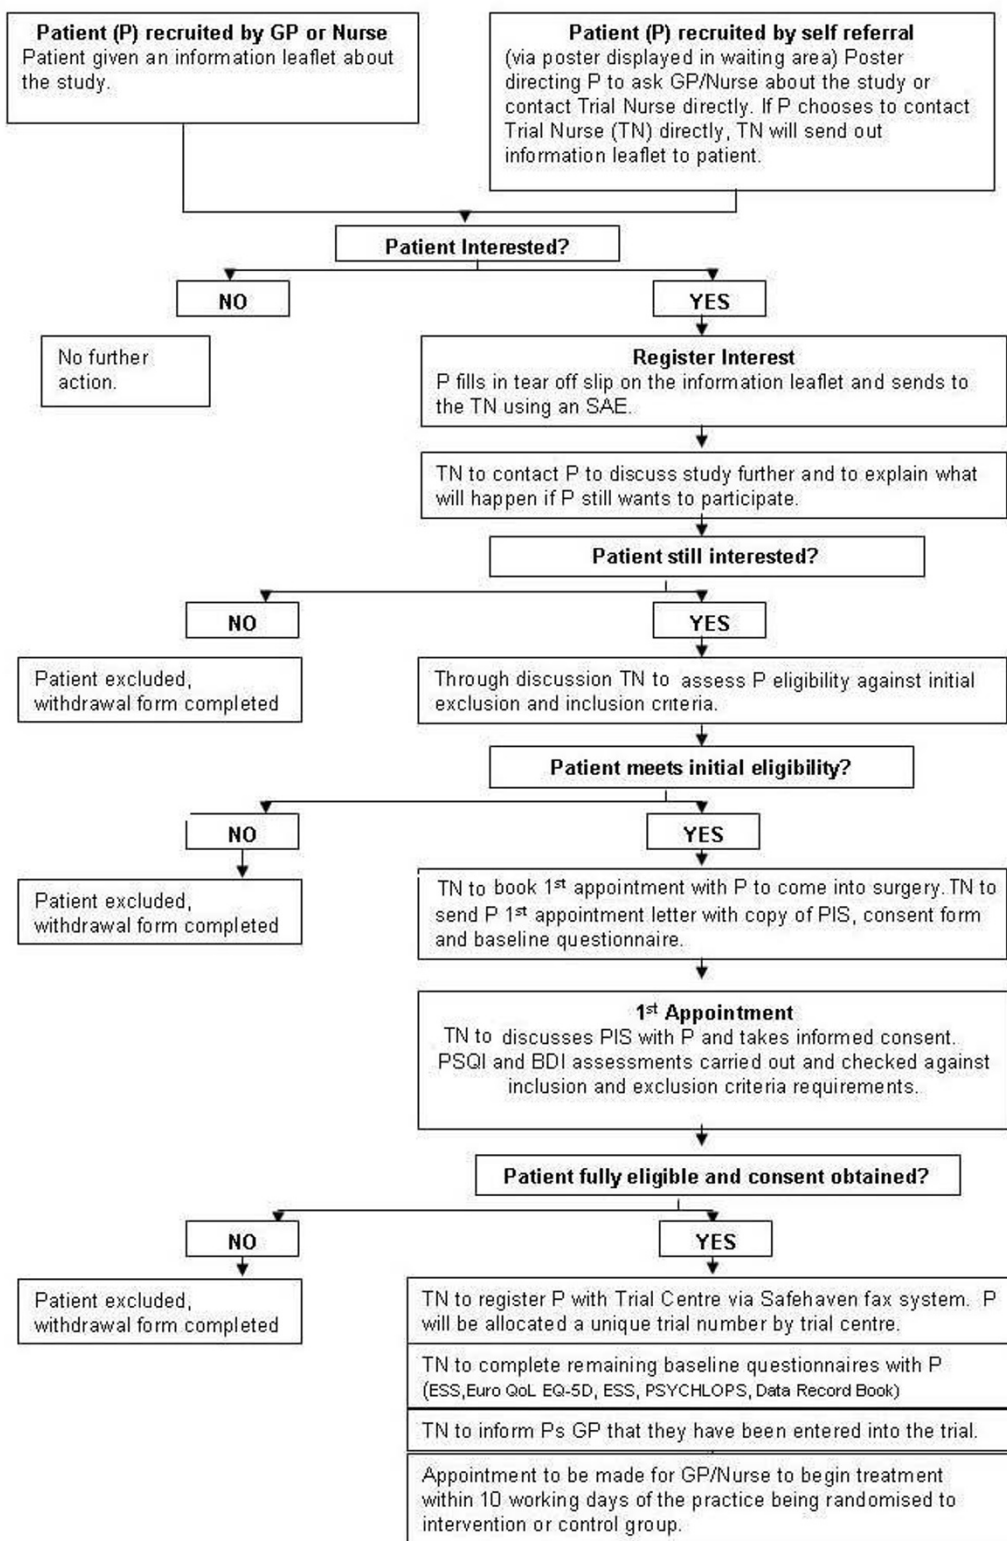 Patient (P) recruited by GP or Nurse
Patient given an information leaflet about
the study.
Patient (P) recruited by self referral
(via poster displayed in waiting area) Poster
directing P to ask GP/Nurse about the study or
contact Trial Nurse directly. If P chooses to contact
Trial Nurse (TN) directly, TN will send out
information leaflet to patient.
Patient Interested?
NO
YES
No further
action.
Register Interest
P fills in tear off slip on the information leaflet and sends to
the TN using an SAE.
TN to contact P to discuss study further and to explain what
will happen if P still wants to participate.
Patient still interested?
NO
YES
Patient excluded,
withdrawal form completed
Through discussion TN to assess P eligibility against initial
exclusion and inclusion criteria.
Patient meets initial eligibility?
NO
YES
Patient excluded,
withdrawal form completed
TN to book 1st appointment with P to come into surgery. TN to
send P 1st appointment letter with copy of PIS, consent form
and baseline questionnaire.
1st Appointment
TN to discusses PIS with P and takes informed consent.
PSQI and BDI assessments carried out and checked against
inclusion and exclusion criteria requirements.
Patient fully eligible and consent obtained?
NO
YES
Patient excluded,
withdrawal form completed
TN to register P with Trial Centre via Safehaven fax system. P
will be allocated a unique trial number by trial centre.
TN to complete remaining baseline questionnaires with P
(ESS,Euro QoL EQ-5D, ESS, PSYCHLOPS, Data Record Book)
TN to inform Ps GP that they have been entered into the trial.
Appointment to be made for GP/Nurse to begin treatment
within 10 working days of the practice being randomised to
intervention or control group.